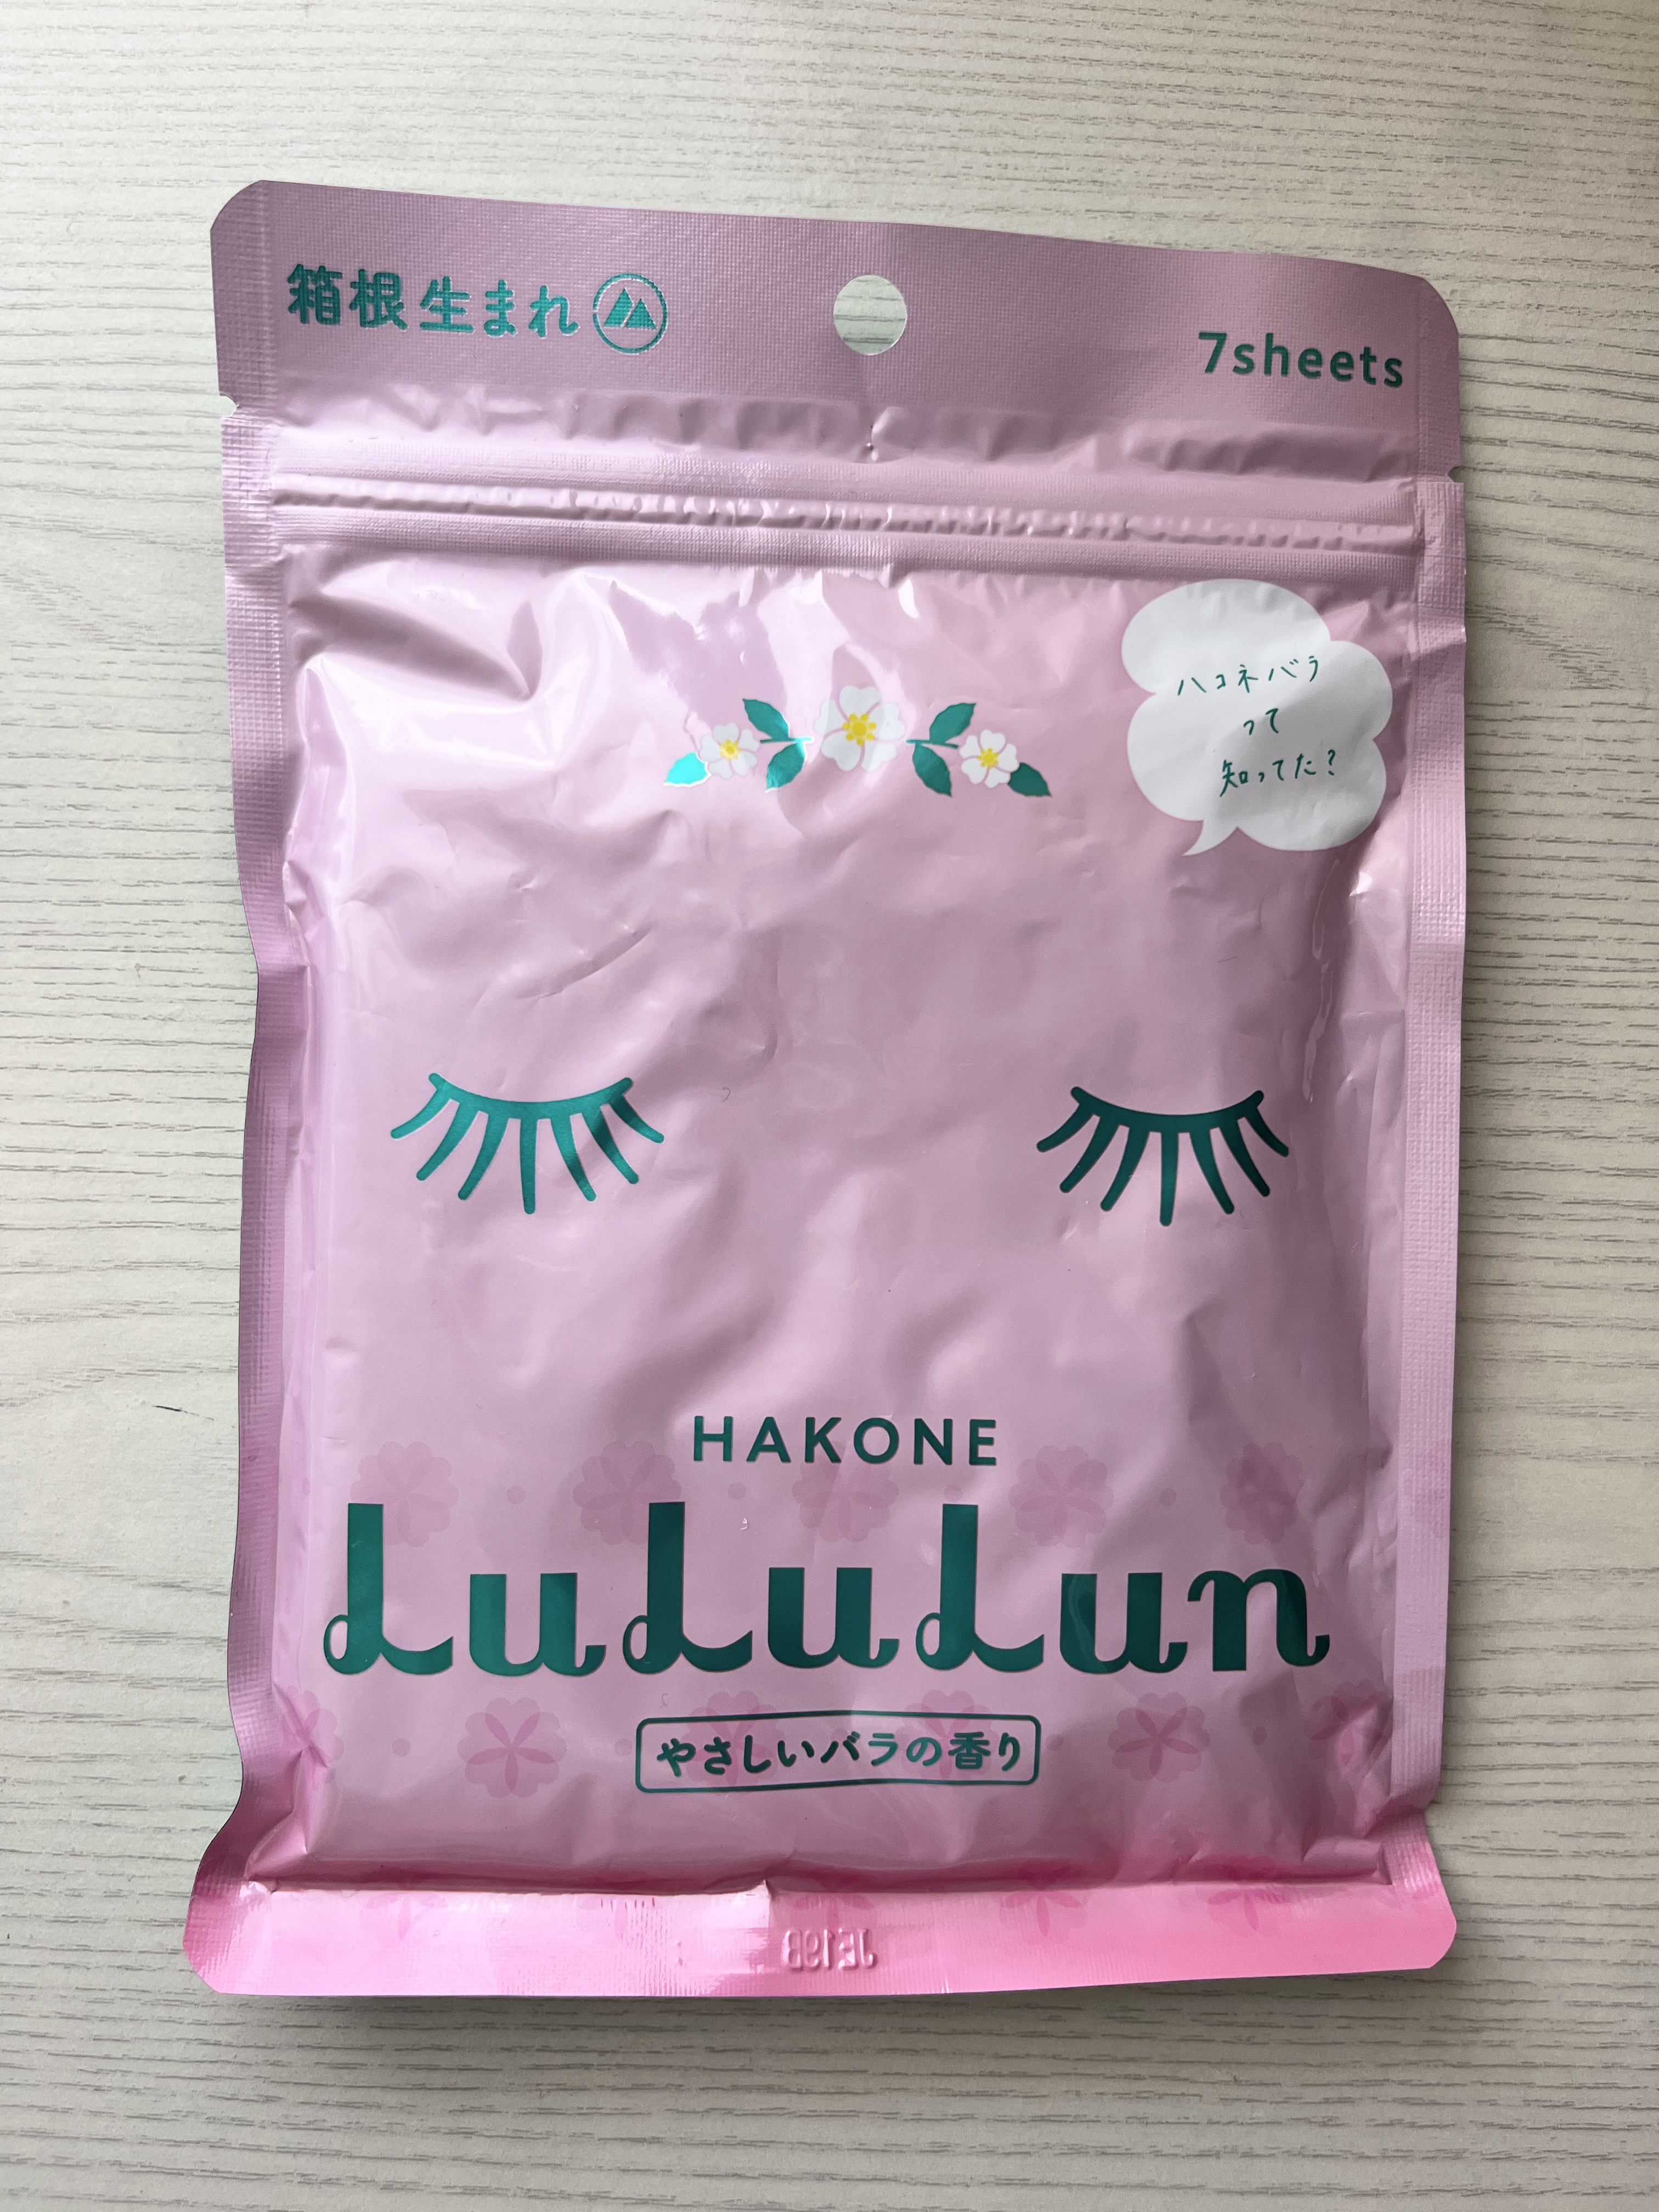 箱根生まれ
7sheets
ハコネバラ
って
知ってた?
HAKONE
LuLuLun
やさしいバラの香り